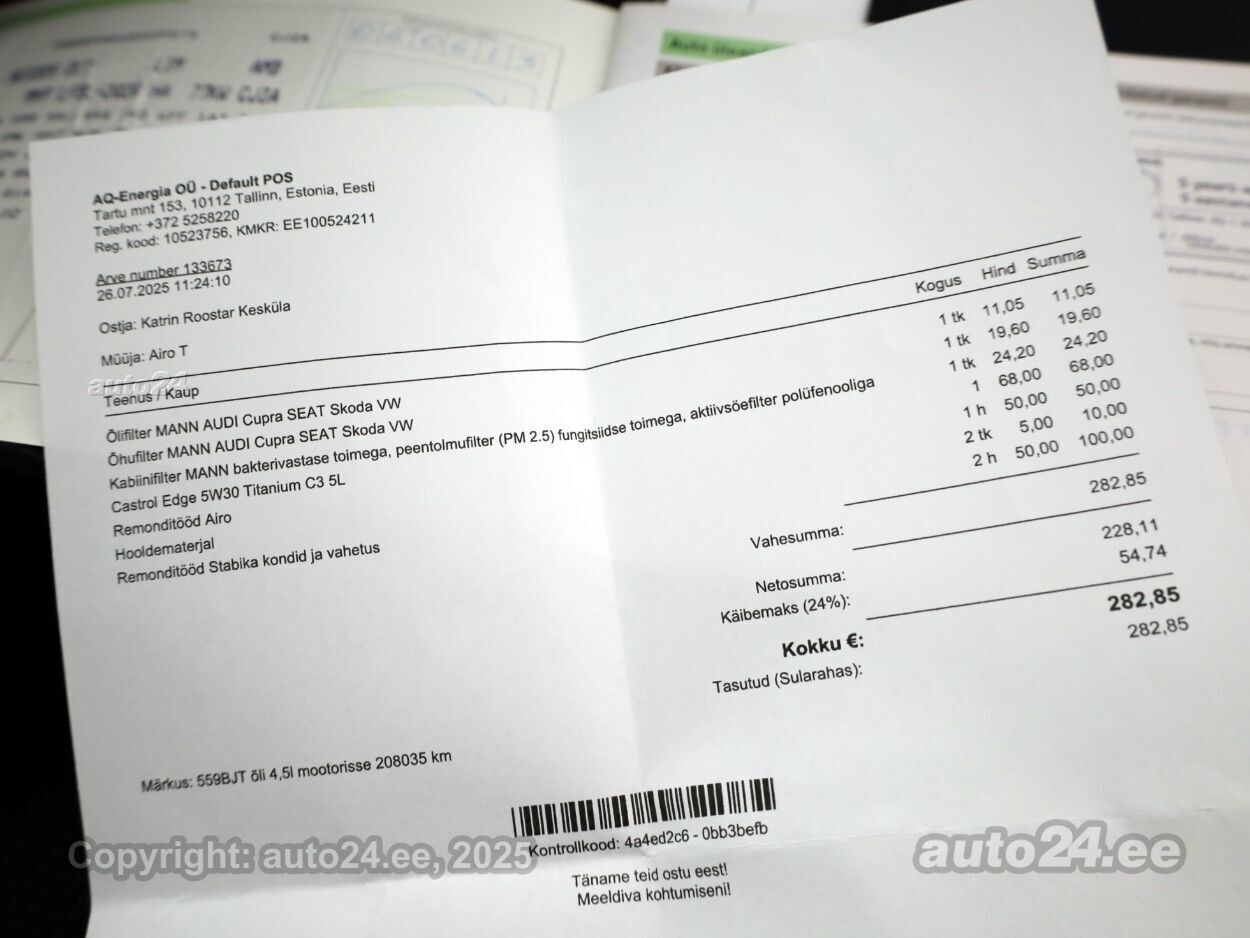 AQ-Energia OÜ - Default POS
Tartu mnt 153, 10112 Tallinn, Estonia, Eesti
Telefon: +372 5258220
Reg. kood: 10523756, KMKR: EE100524211
Arve number 133673
26.07.2025 11:24:10
Ostja: Katrin Roostar Kesküla
Müüja: Airo T
auto24
Teenus / Kaup Kogus Hind Summa
Õlifilter MANN AUDI Cupra SEAT Skoda VW 1 tk 11,05 11,05
Õhufilter MANN AUDI Cupra SEAT Skoda VW 1 tk 19,60 19,60
Kabiinifilter MANN bakterivastase toimega, peentolmufilter (PM 2.5) fungitsiidse toimega, aktiivsöefilter polüfenooliga 1 tk 24,20 24,20
Castrol Edge 5W30 Titanium C3 5L 1 68,00 68,00
Remonditööd Airo 1 h 50,00 50,00
Hooldematerjal 2 tk 5,00 10,00
Remonditööd Stabika kondid ja vahetus 2 h 50,00 100,00
Vahesumma: 282,85
Netosumma: 228,11
Käibemaks (24%): 54,74
Kokku €: 282,85
Tasutud (Sularahas): 282,85
Märkus: 559BJT õli 4,5l mootorisse 208035 km
Kontrollkood: 4a4ed2c6 - 0bb3befb
Täname teid ostu eest!
Meeldiva kohtumiseni!
Copyright: auto24.ee, 2025
auto24.ee